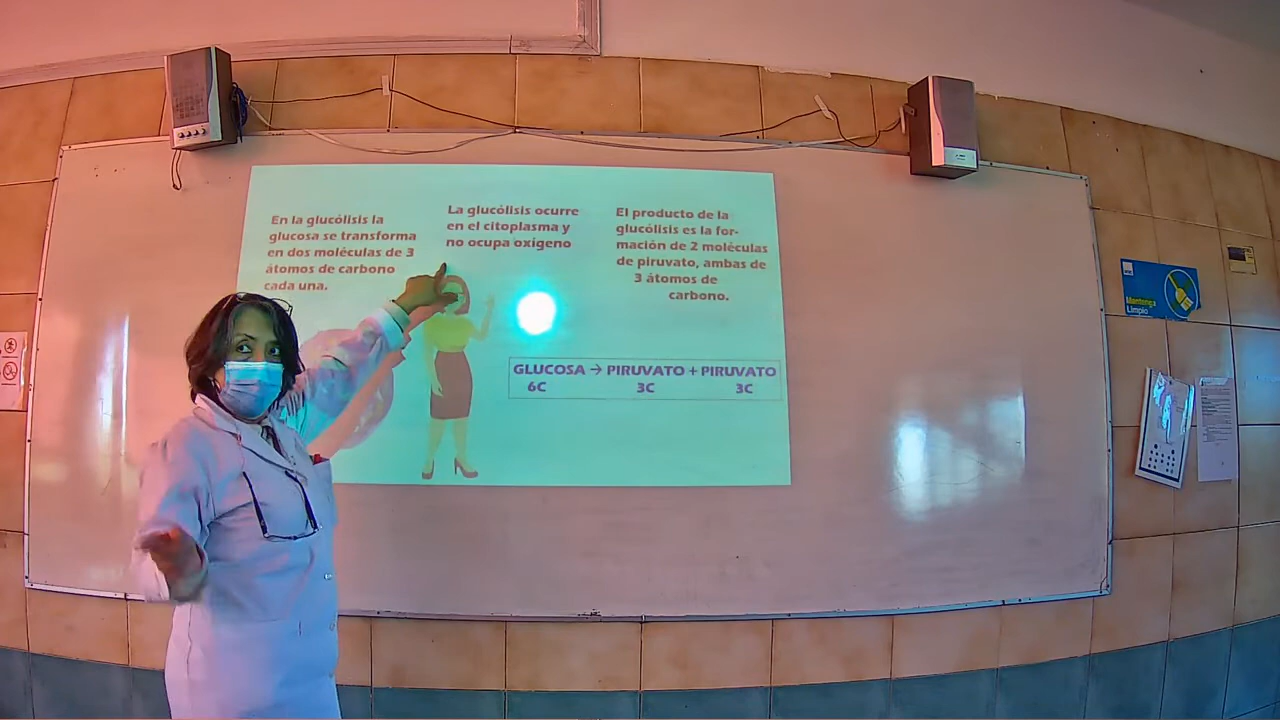 En la glucólisis la
glucosa se transforma
en dos moléculas de 3
átomos de carbono
cada una.
La glucólisis ocurre
en el citoplasma y
no ocupa oxígeno
El producto de la
glucólisis es la for-
mación de 2 moléculas
de piruvato, ambas de
3 átomos de
carbono.
GLUCOSA → PIRUVATO + PIRUVATO
6C 3C 3C
Mantenga
Limpio